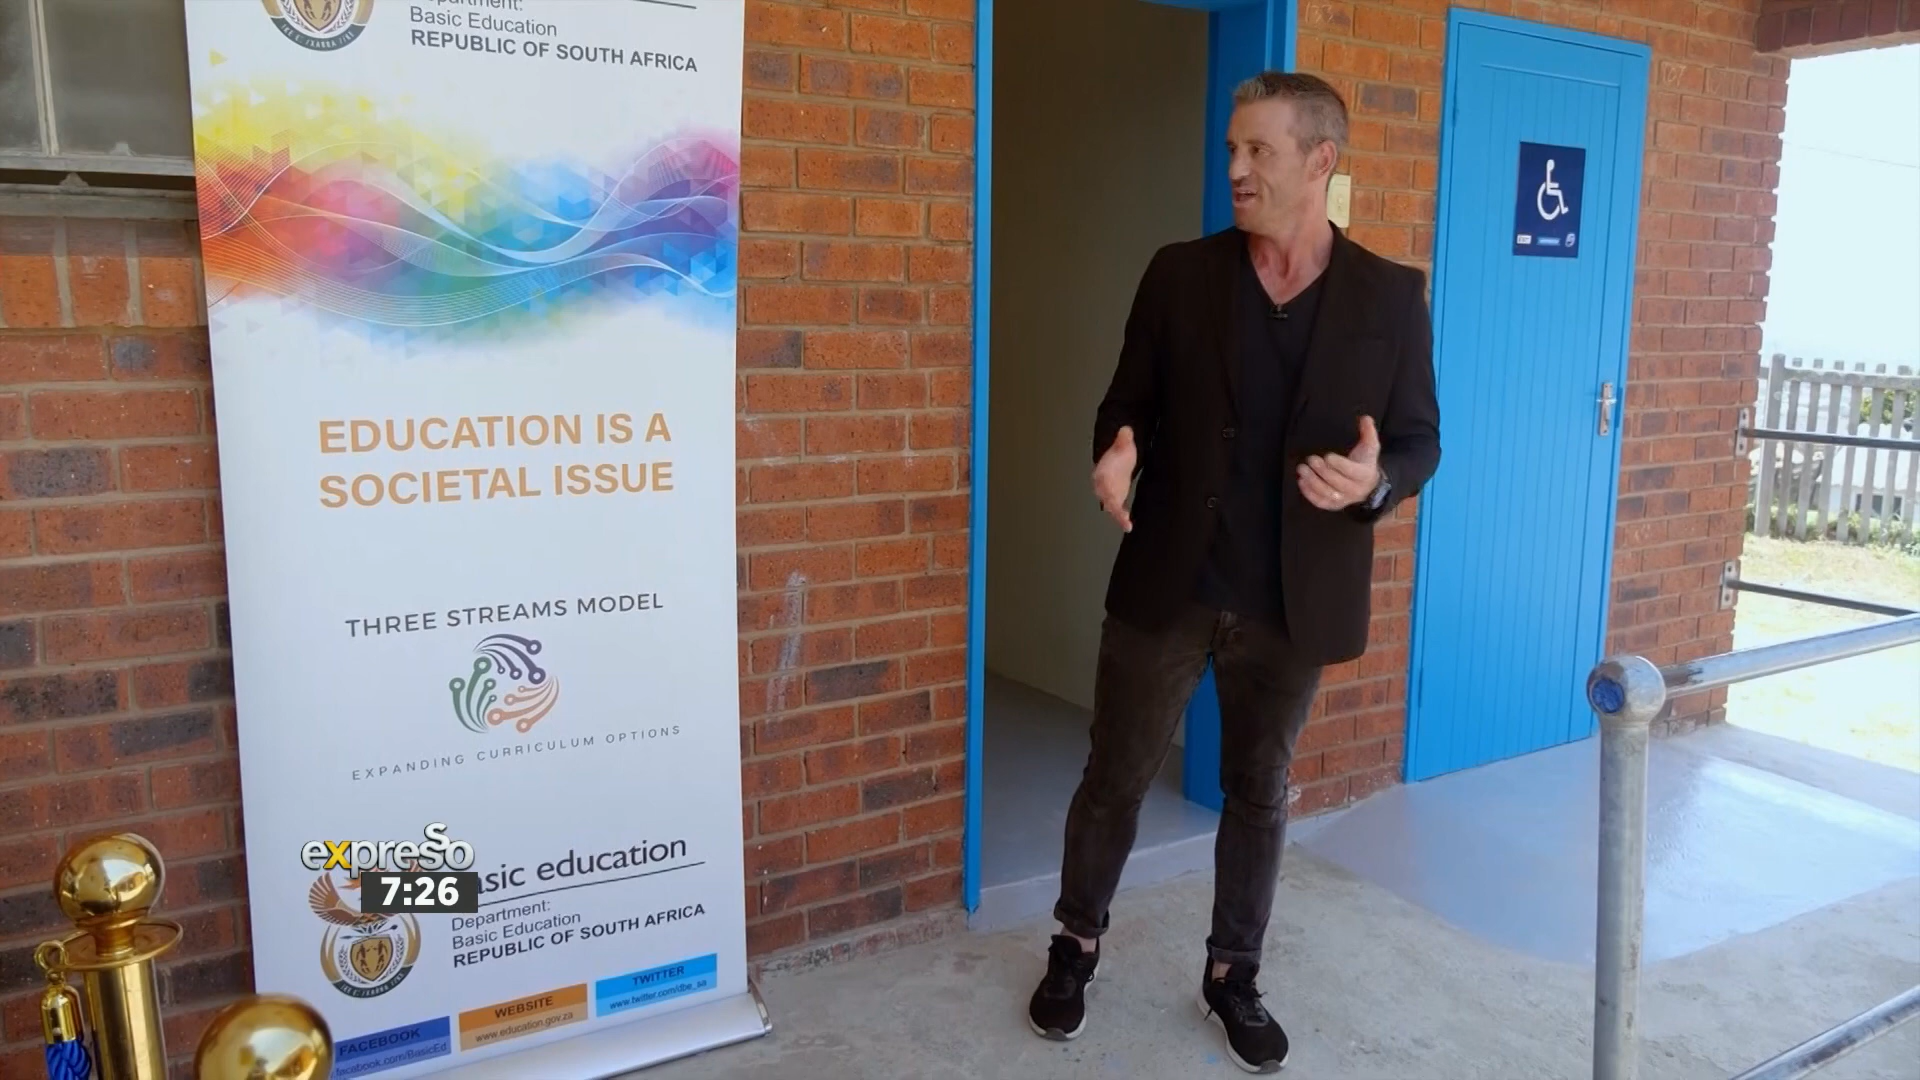 Department:
Basic Education
REPUBLIC OF SOUTH AFRICA
EDUCATION IS A
SOCIETAL ISSUE
THREE STREAMS MODEL
EXPANDING CURRICULUM OPTIONS
expresso
7:26
basic education
Department:
Basic Education
REPUBLIC OF SOUTH AFRICA
FACEBOOK
facebook.com/BasicEd
WEBSITE
www.education.gov.za
TWITTER
www.twitter.com/dbe_sa